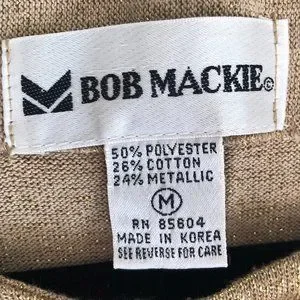 BOB MACKIE©
50% POLYESTER
26% COTTON
24% METALLIC
M
RN 85604
MADE IN KOREA
SEE REVERSE FOR CARE